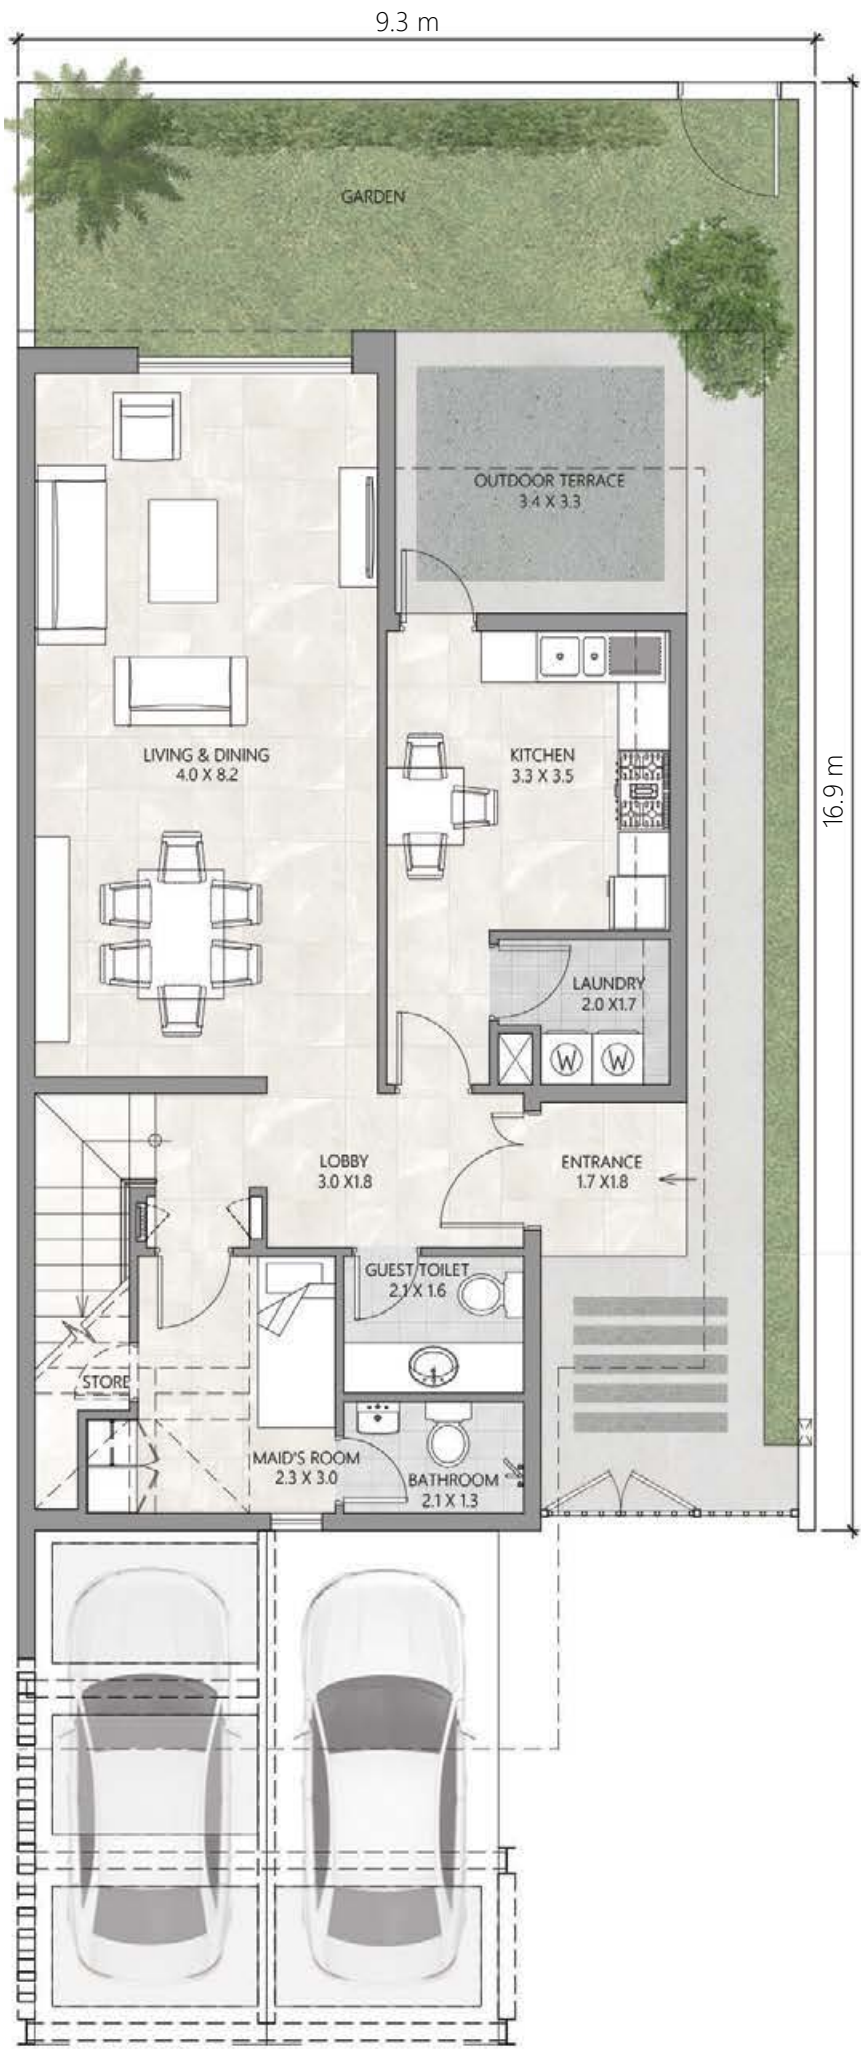 9.3 m
GARDEN
OUTDOOR TERRACE
3.4 X 3.3
LIVING & DINING
4.0 X 8.2
KITCHEN
3.3 X 3.5
16.9 m
LAUNDRY
2.0 X1.7
W W
LOBBY
3.0 X1.8
ENTRANCE
1.7 X1.8
GUEST TOILET
2.1 X 1.6
STORE
MAID'S ROOM
2.3 X 3.0
BATHROOM
2.1 X 1.3